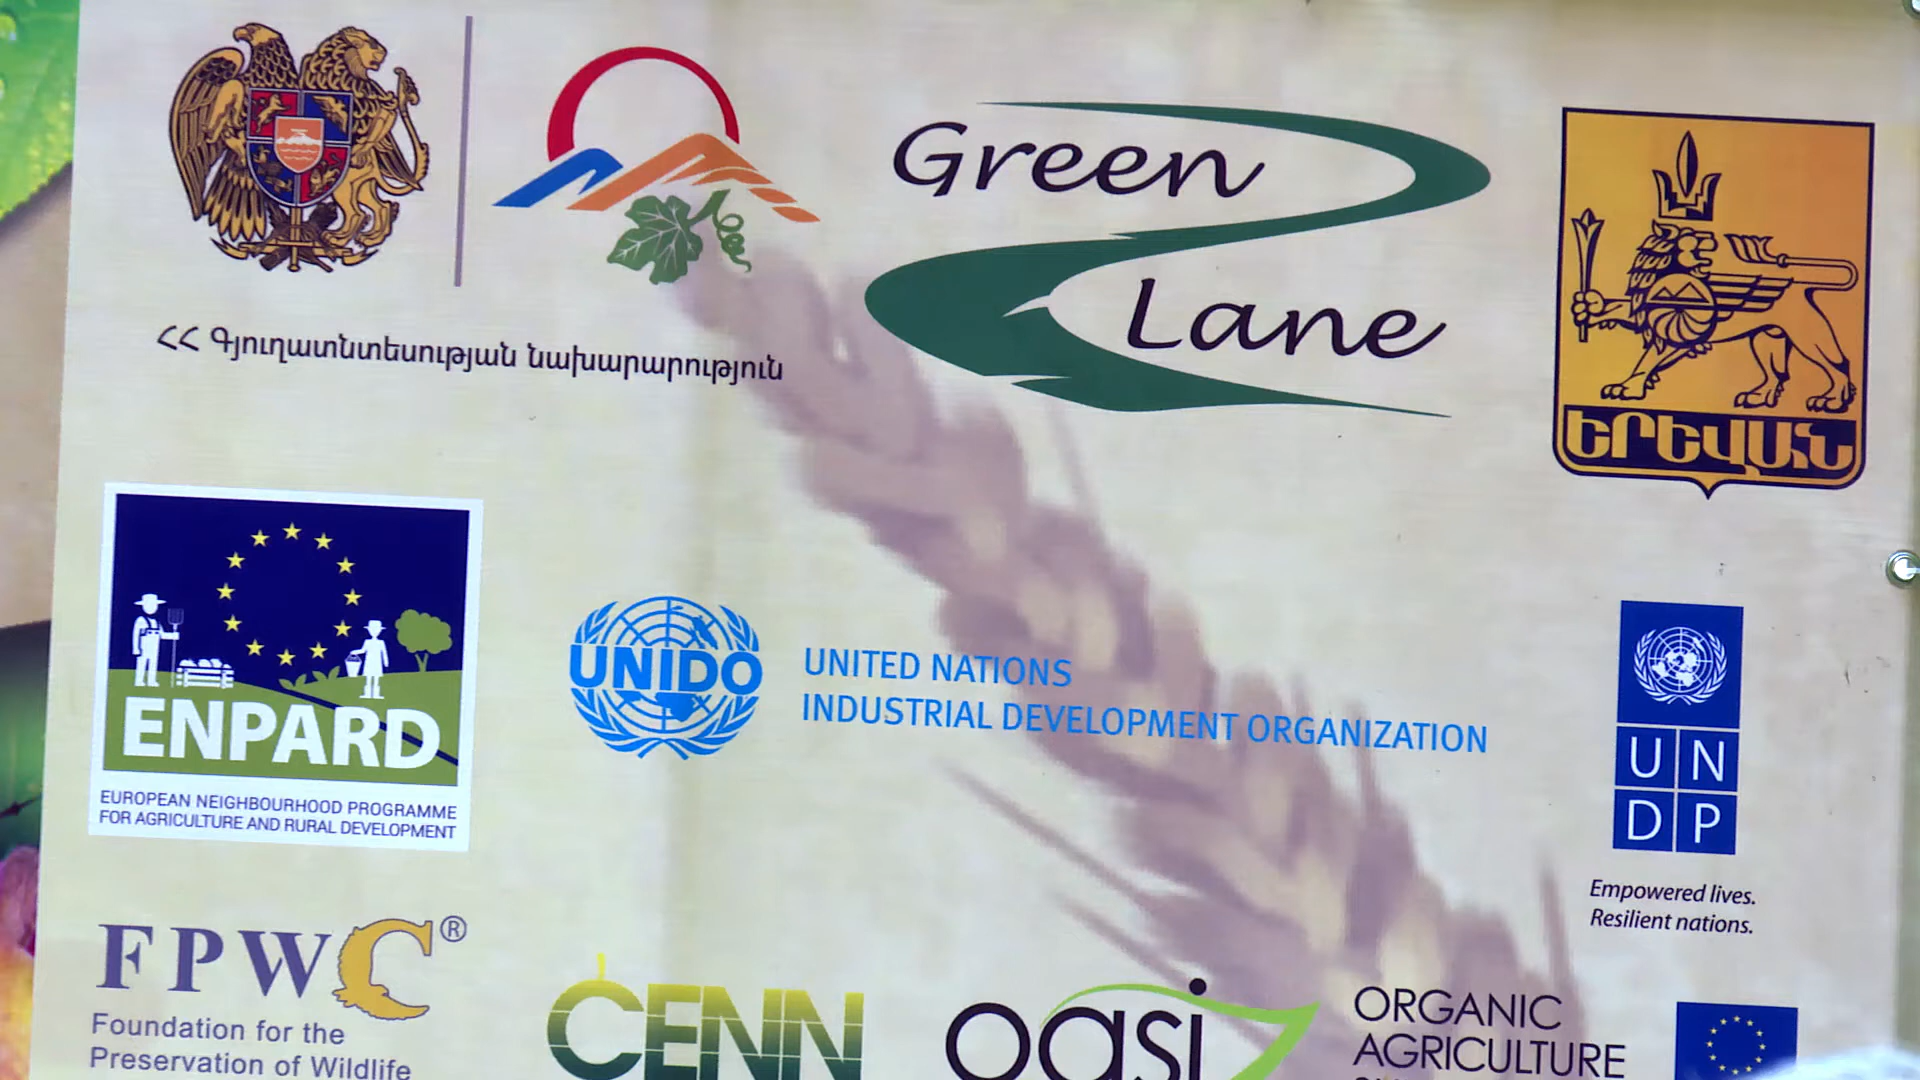 ՀՀ Գյուղատնտեսության նախարարություն
Green
Lane
ԵՐԵՎԱՆ
ENPARD
EUROPEAN NEIGHBOURHOOD PROGRAMME
FOR AGRICULTURE AND RURAL DEVELOPMENT
UNIDO
UNITED NATIONS
INDUSTRIAL DEVELOPMENT ORGANIZATION
U N
D P
Empowered lives.
Resilient nations.
FPWC®
Foundation for the
Preservation of Wildlife
CENN
oasi
ORGANIC
AGRICULTURE